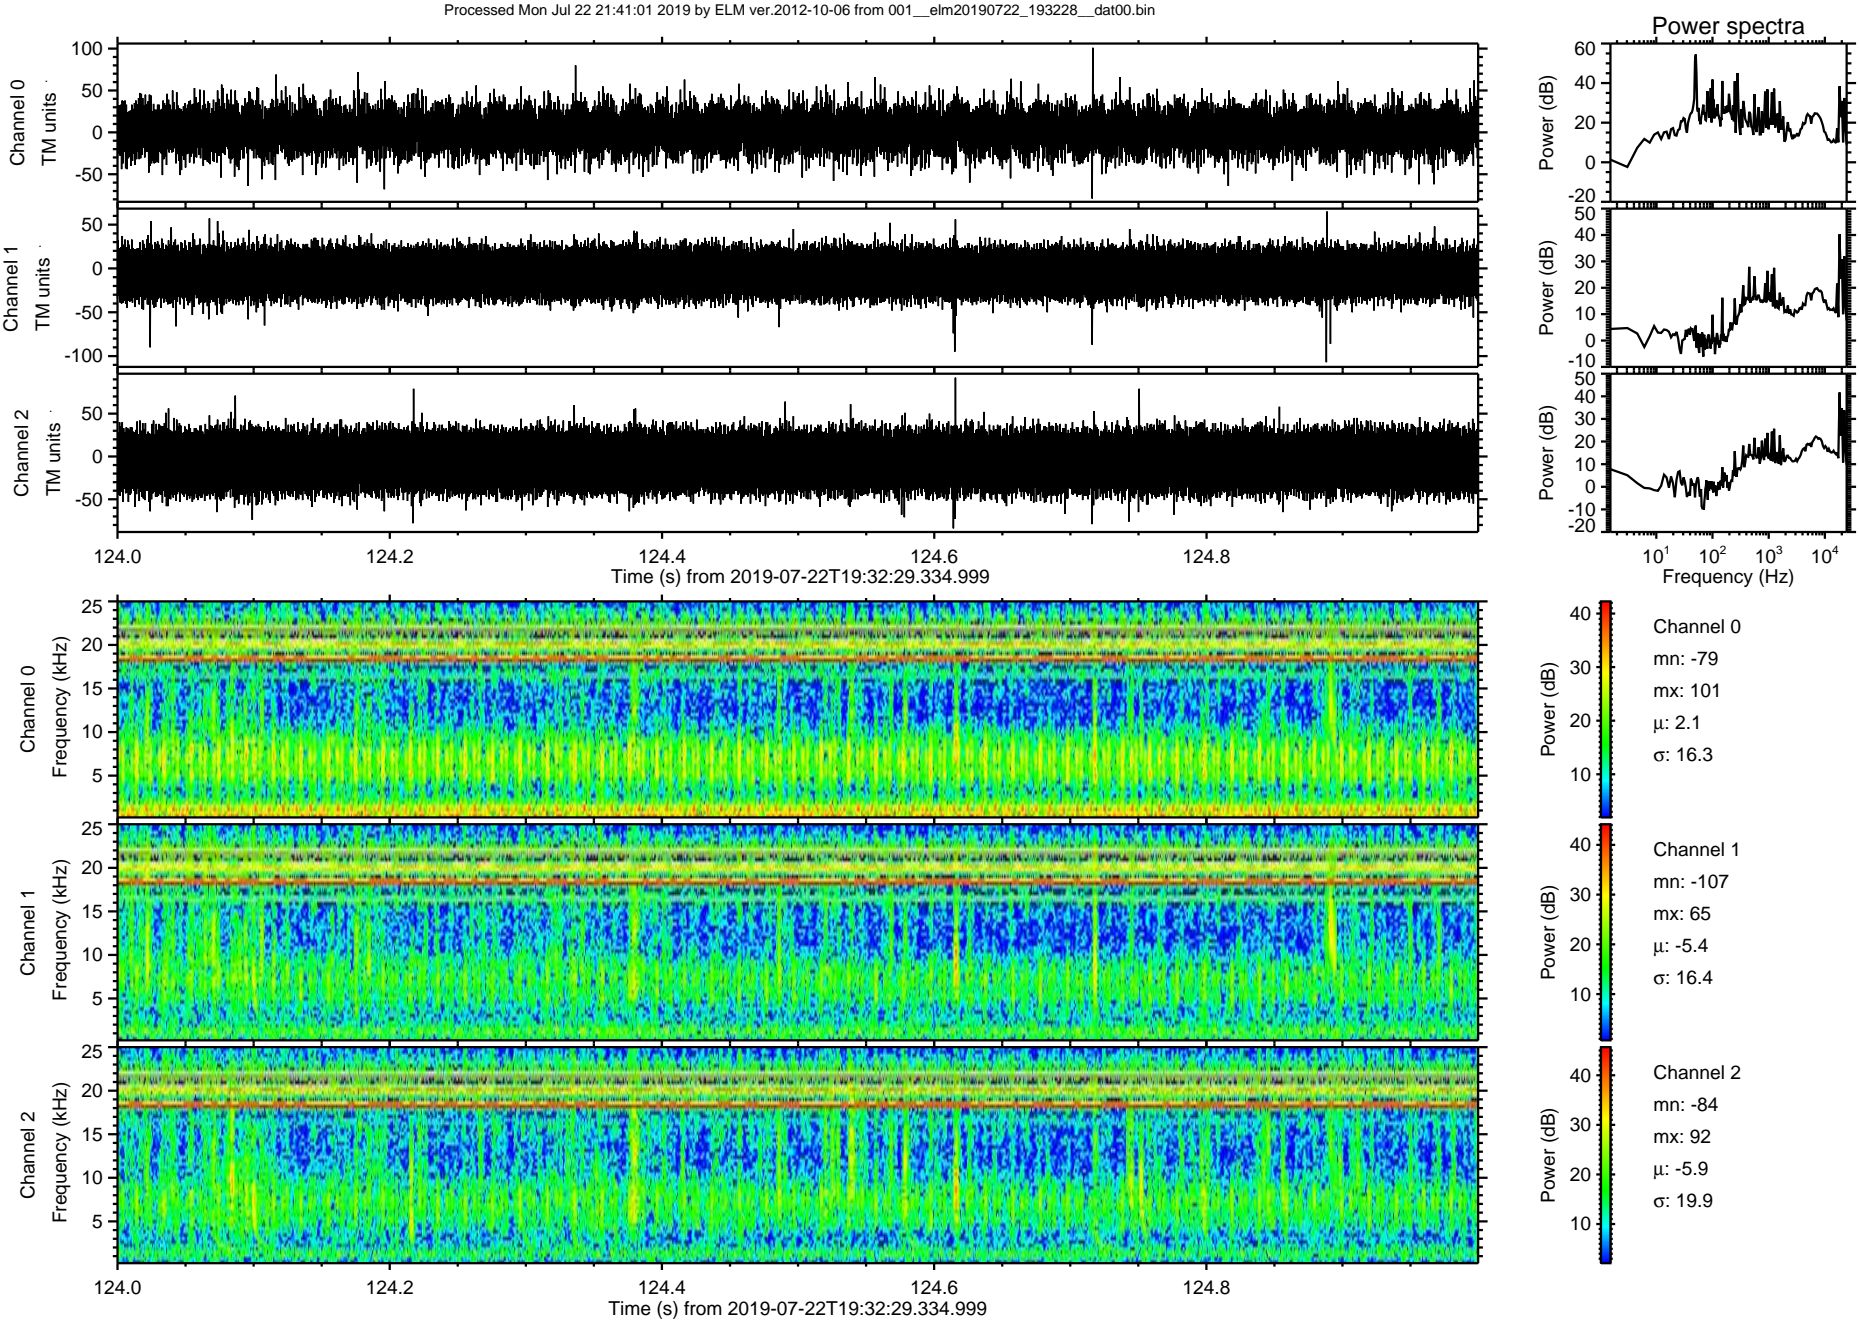 Processed Mon Jul 22 21:41:01 2019 by ELM ver.2012-10-06 from 001__elm20190722_193228__dat00.bin
Power spectra
Channel 0
TM units
100
50
0
-50
Power (dB)
60
40
20
0
-20
Channel 1
TM units
50
0
-50
-100
Power (dB)
50
40
30
20
10
0
-10
Channel 2
TM units
50
0
-50
Power (dB)
50
40
30
20
10
0
-10
-20
124.0 124.2 124.4 124.6 124.8
Time (s) from 2019-07-22T19:32:29.334.999
10¹ 10² 10³ 10⁴
Frequency (Hz)
Channel 0
Frequency (kHz)
25
20
15
10
5
Power (dB)
40
30
20
10
Channel 0
mn: -79
mx: 101
μ: 2.1
σ: 16.3
Channel 1
Frequency (kHz)
25
20
15
10
5
Power (dB)
40
30
20
10
Channel 1
mn: -107
mx: 65
μ: -5.4
σ: 16.4
Channel 2
Frequency (kHz)
25
20
15
10
5
Power (dB)
40
30
20
10
Channel 2
mn: -84
mx: 92
μ: -5.9
σ: 19.9
124.0 124.2 124.4 124.6 124.8
Time (s) from 2019-07-22T19:32:29.334.999